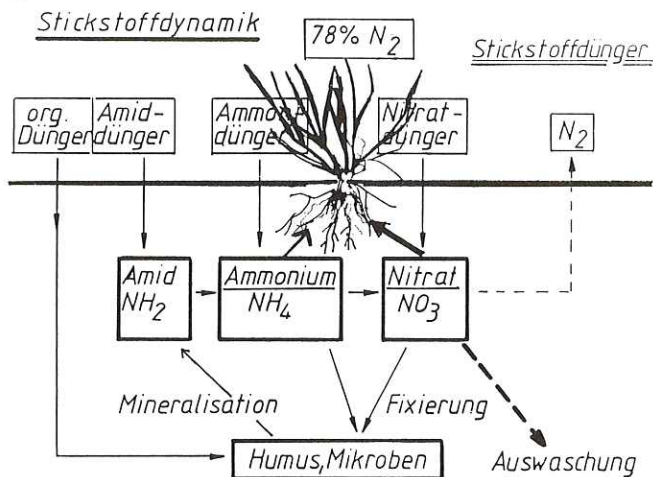 Stickstoffdynamik
78% N₂
Stickstoffdünger
org. Dünger
Amid-
dünger
dünger
Nitrat-
dünger
N₂
Amid
NH₂
Ammonium
NH₄
Nitrat
NO₃
Mineralisation
Fixierung
Humus, Mikroben
Auswaschung